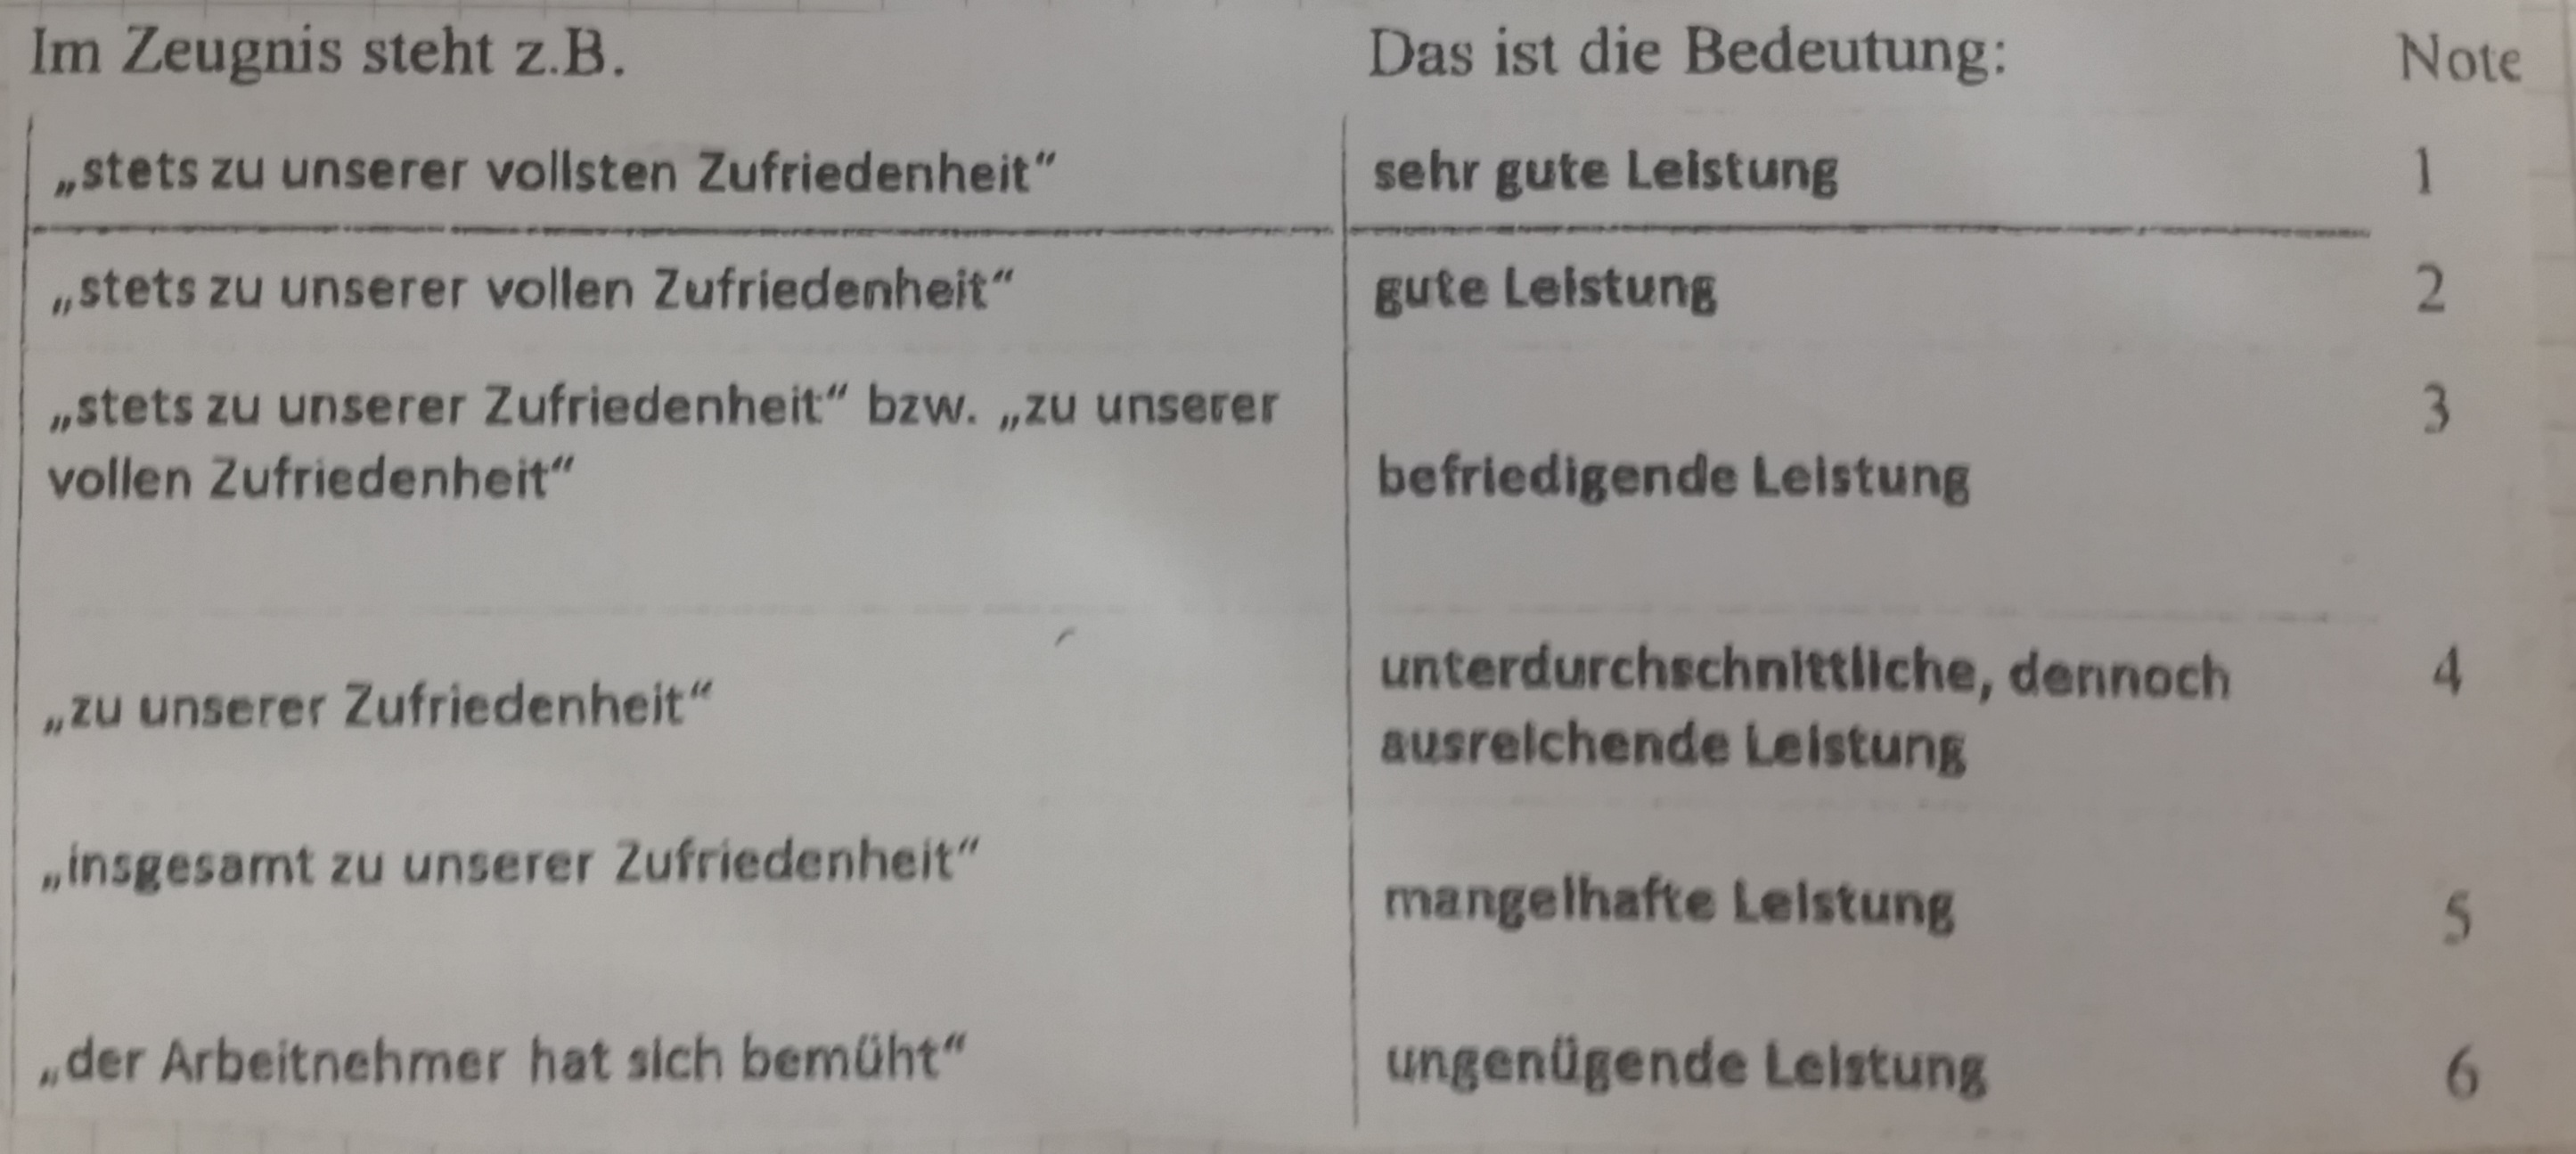 Im Zeugnis steht z.B. Das ist die Bedeutung: Note
„stets zu unserer vollsten Zufriedenheit“ sehr gute Leistung 1
„stets zu unserer vollen Zufriedenheit“ gute Leistung 2
„stets zu unserer Zufriedenheit“ bzw. „zu unserer 3
vollen Zufriedenheit“ befriedigende Leistung
unterdurchschnittliche, dennoch 4
„zu unserer Zufriedenheit“
ausreichende Leistung
„insgesamt zu unserer Zufriedenheit“
mangelhafte Leistung 5
„der Arbeitnehmer hat sich bemüht“ ungenügende Leistung 6